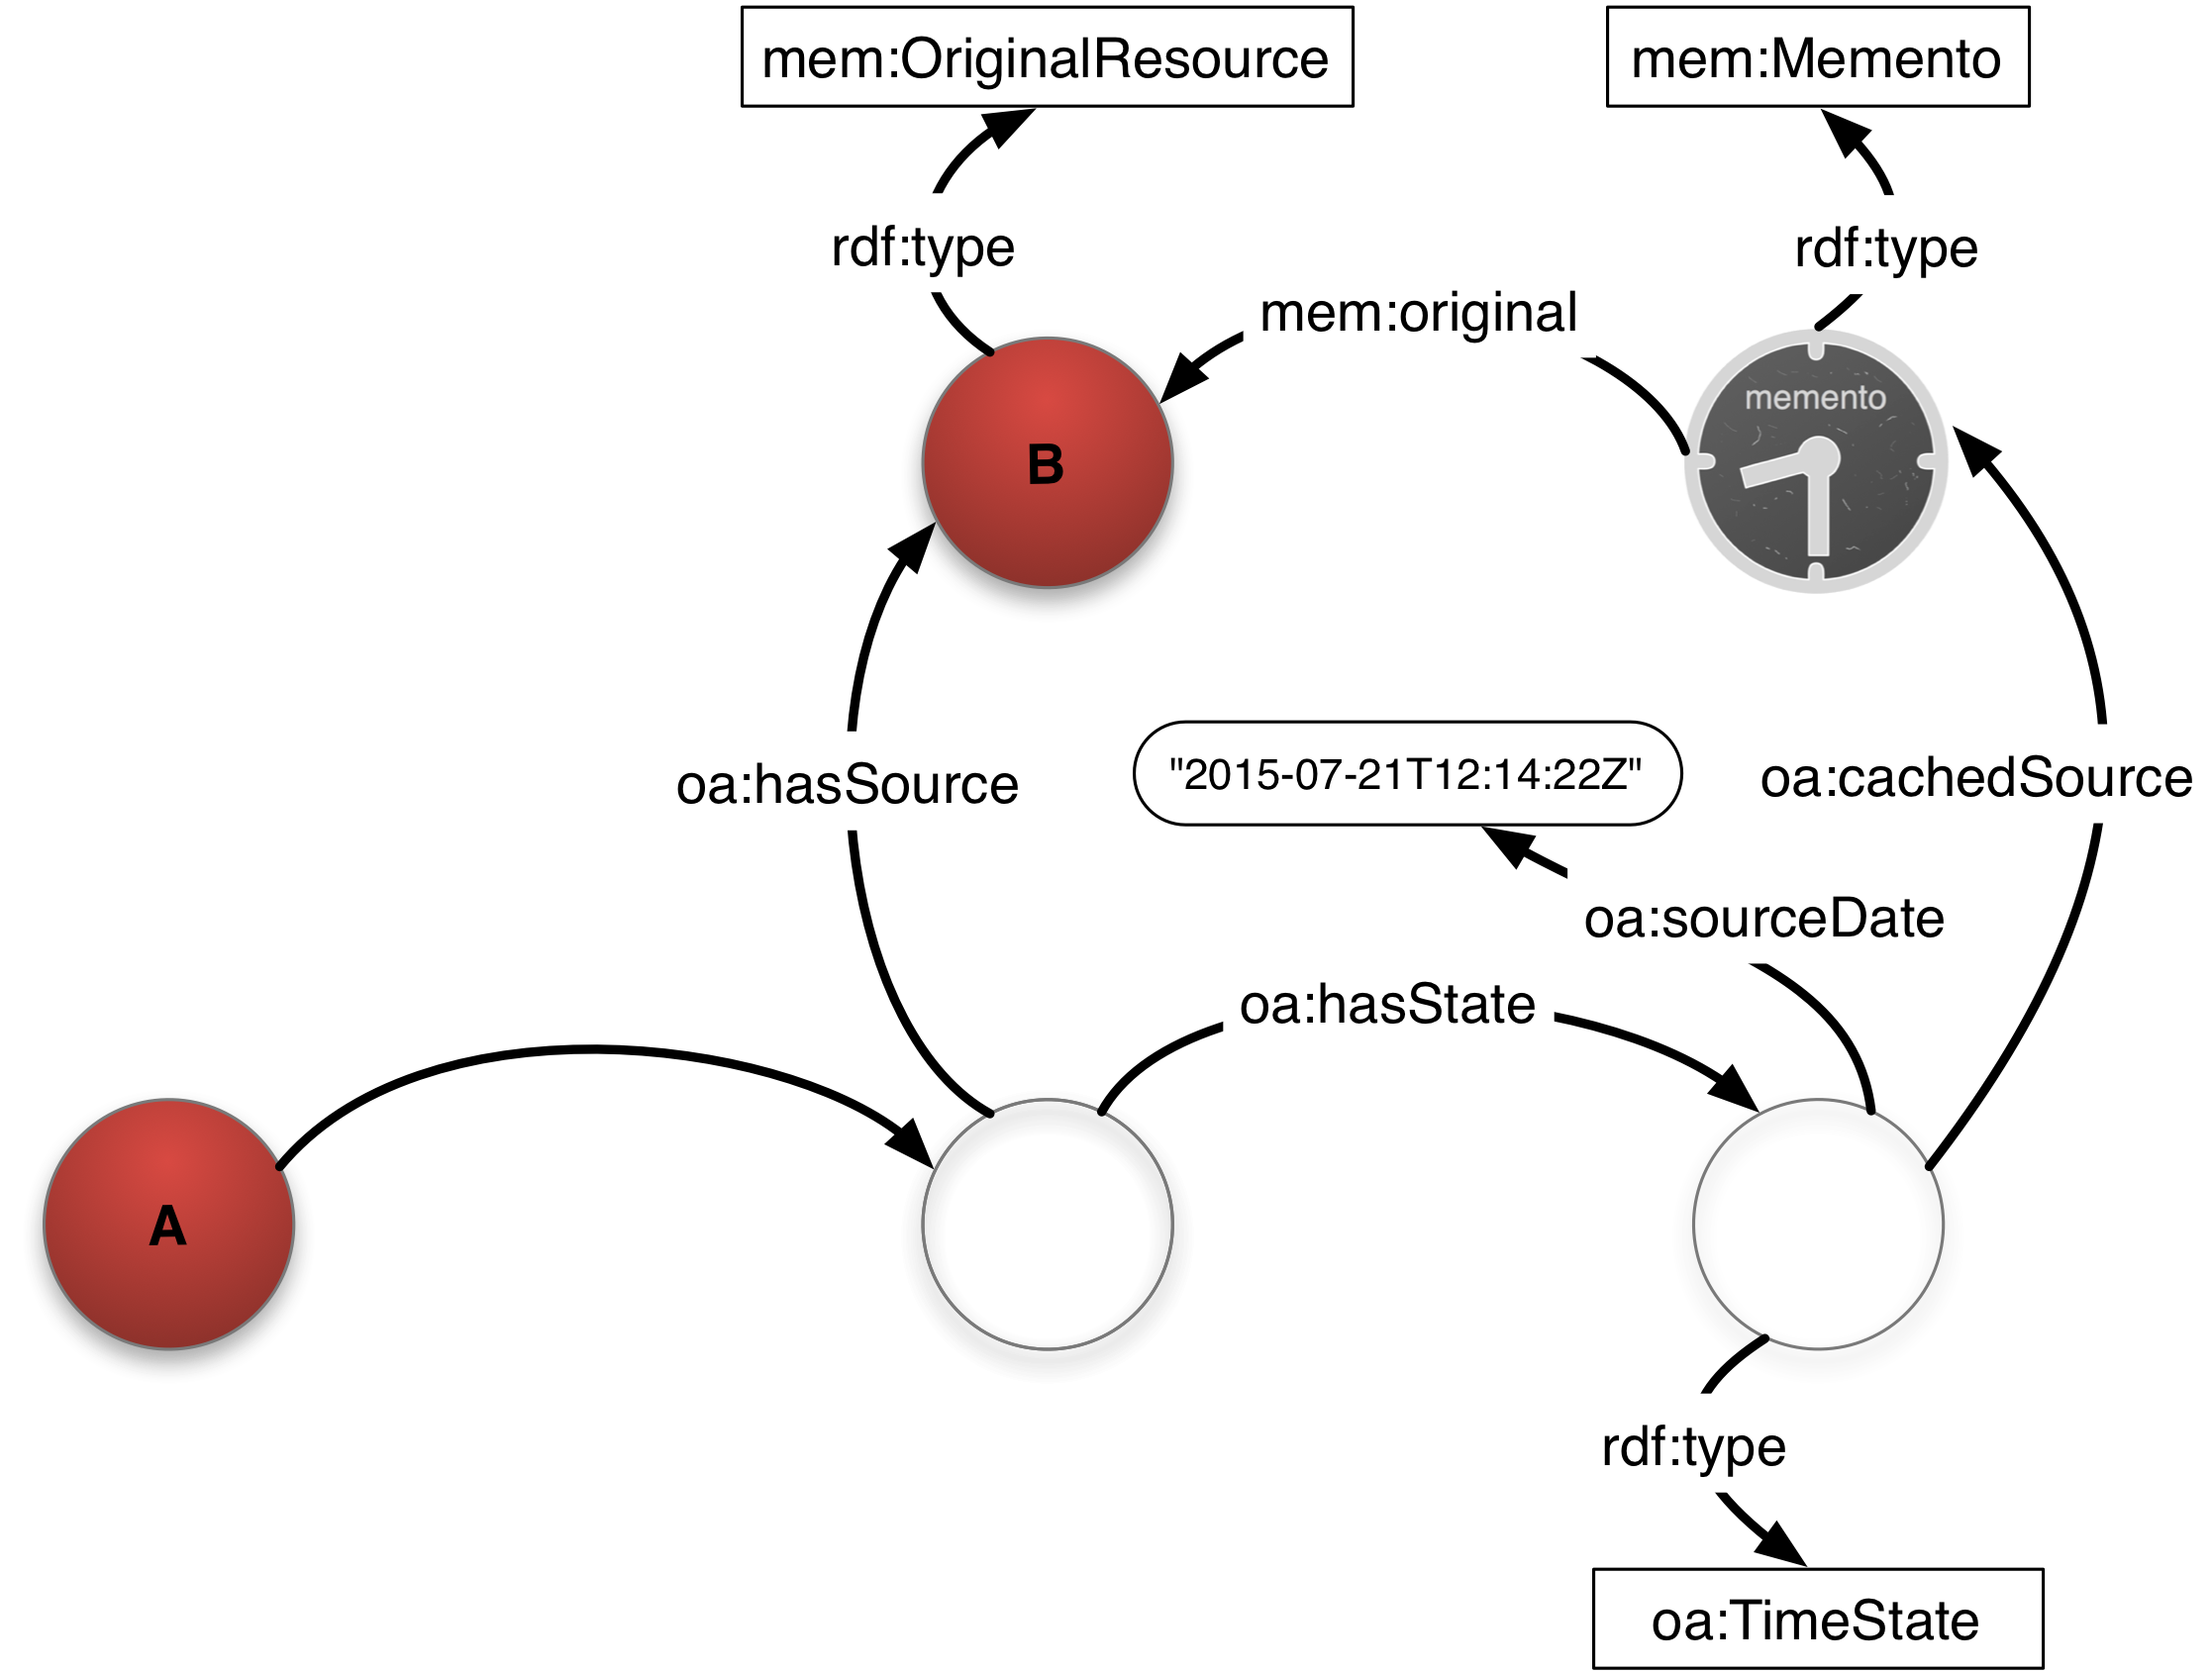 mem:OriginalResource
mem:Memento
rdf:type
rdf:type
mem:original
memento
B
oa:hasSource
"2015-07-21T12:14:22Z"
oa:cachedSource
oa:sourceDate
oa:hasState
A
rdf:type
oa:TimeState